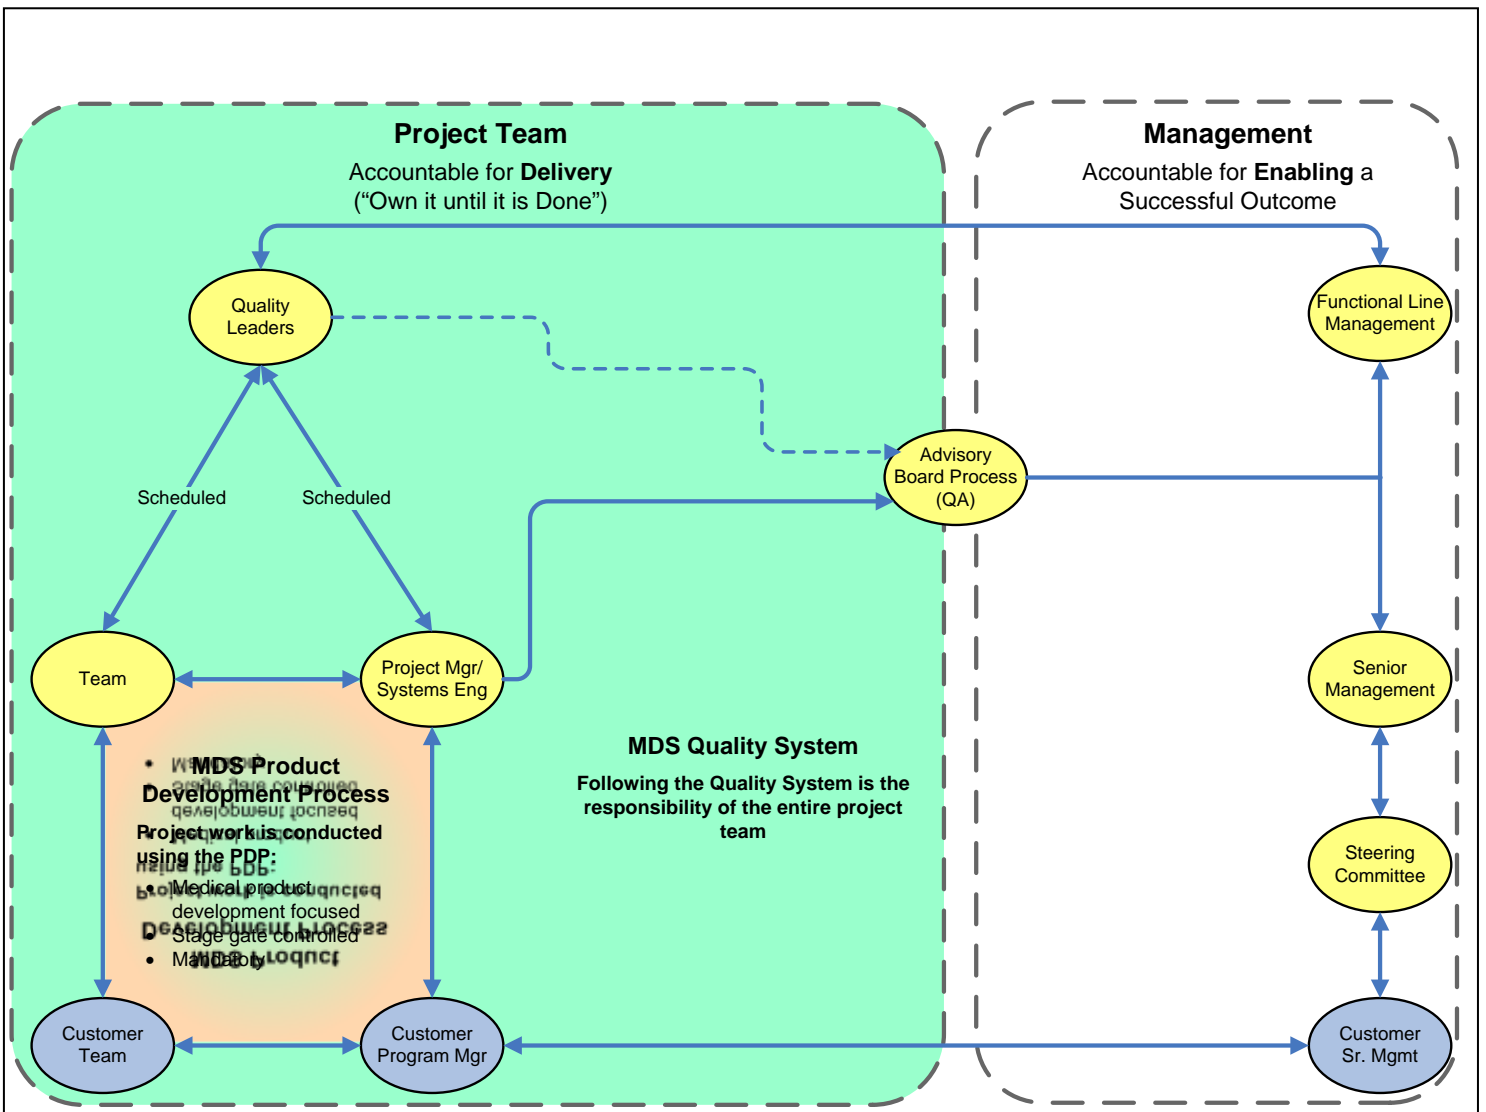 Project Team
Accountable for Delivery
(“Own it until it is Done”)
Management
Accountable for Enabling a
Successful Outcome
Quality
Leaders
Functional Line
Management
Advisory
Board Process
(QA)
Scheduled
Scheduled
Team
Project Mgr/
Systems Eng
Senior
Management
MDS Quality System
Following the Quality System is the
responsibility of the entire project
team
MDS Product
Development Process
Project work is conducted
using the PDP:
• Medical product
development focused
• Stage gate controlled
• Mandatory
Steering
Committee
Customer
Team
Customer
Program Mgr
Customer
Sr. Mgmt